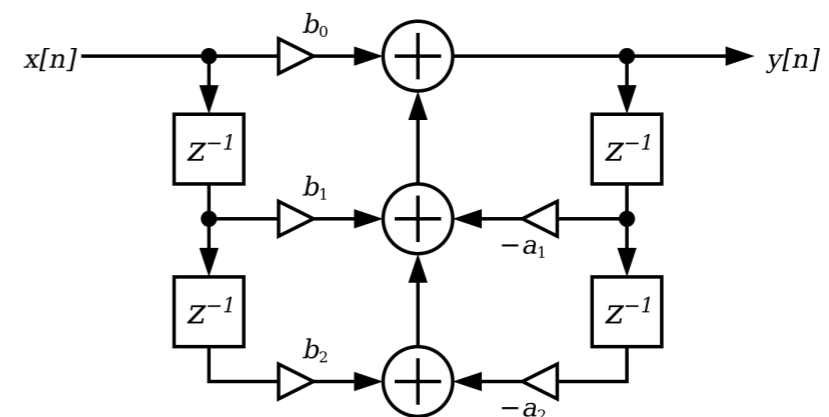 b₀
x[n] y[n]
z⁻¹ z⁻¹
b₁
−a₁
z⁻¹ z⁻¹
b₂
−a₂